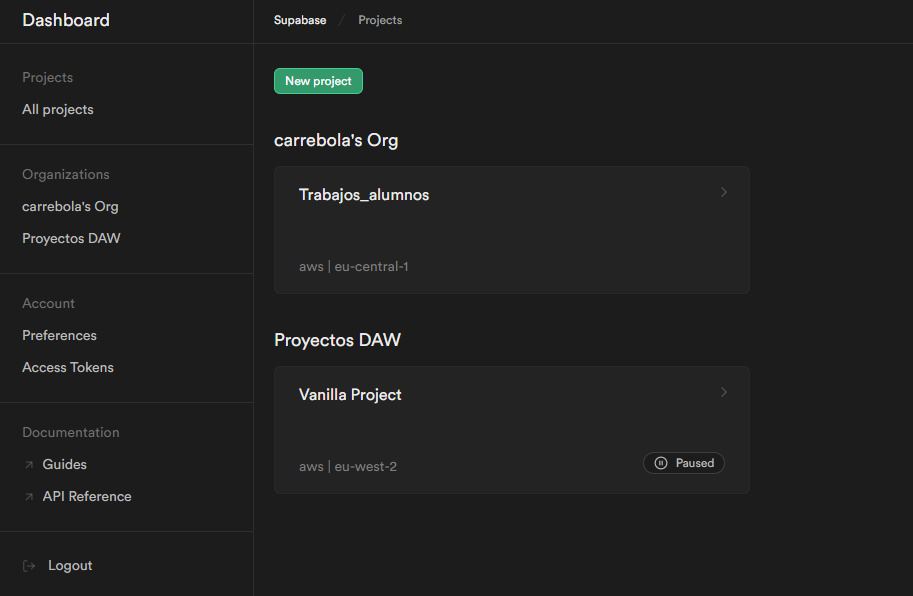 Dashboard
Supabase / Projects
Projects
All projects
Organizations
carrebola's Org
Proyectos DAW
Account
Preferences
Access Tokens
Documentation
Guides
API Reference
Logout
New project
carrebola's Org
Trabajos_alumnos
aws | eu-central-1
Proyectos DAW
Vanilla Project
aws | eu-west-2
Paused